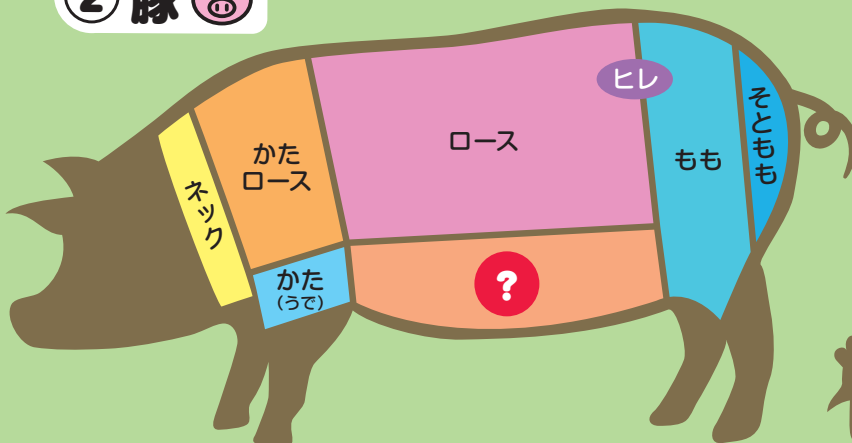 ② 豚
ネック
かた
ロース
かた
(うで)
ロース
ヒレ
?
もも
そともも